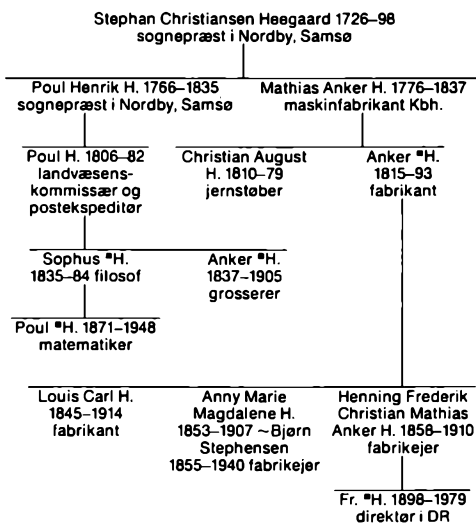 Stephan Christiansen Heegaard 1726–98
sognepræst i Nordby, Samsø
Poul Henrik H. 1766–1835
sognepræst i Nordby, Samsø
Mathias Anker H. 1776–1837
maskinfabrikant Kbh.
Poul H. 1806–82
landvæsens-
kommissær og
postekspeditør
Christian August
H. 1810–79
jernstøber
Anker *H.
1815–93
fabrikant
Sophus *H.
1835–84 filosof
Anker *H.
1837–1905
grosserer
Poul *H. 1871–1948
matematiker
Louis Carl H.
1845–1914
fabrikant
Anny Marie
Magdalene H.
1853–1907 ~Bjørn
Stephensen
1855–1940 fabrikejer
Henning Frederik
Christian Mathias
Anker H. 1858–1910
fabrikejer
Fr. *H. 1898–1979
direktør i DR